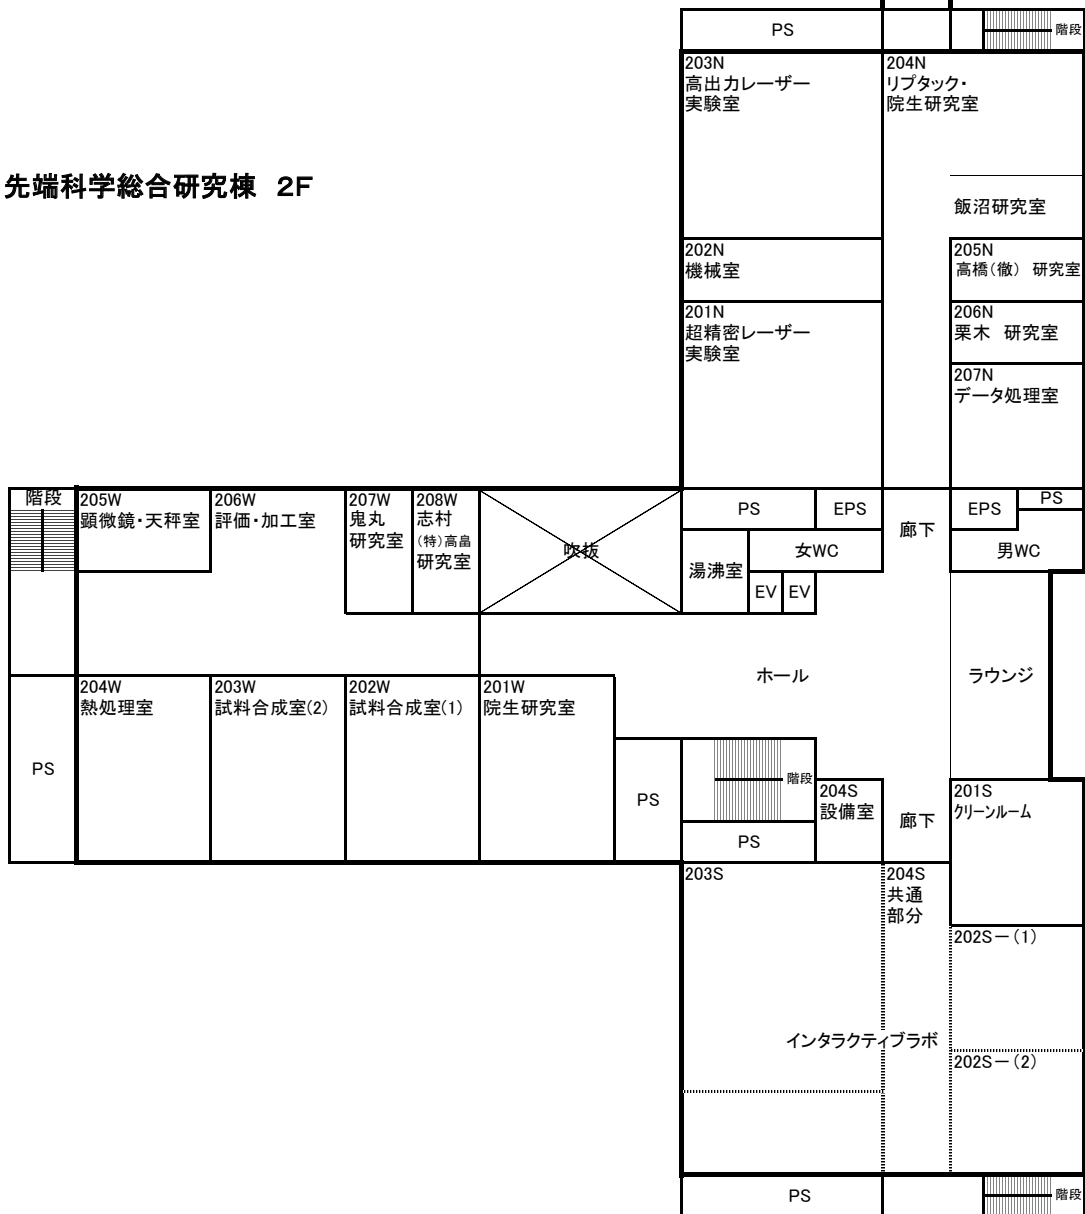 PS
階段
203N
高出力レーザー
実験室
204N
リプタック・
院生研究室
先端科学総合研究棟　2F
飯沼研究室
202N
機械室
205N
高橋(徹)　研究室
201N
超精密レーザー
実験室
206N
栗木　研究室
207N
データ処理室
階段
205W
顕微鏡・天秤室
206W
評価・加工室
207W
鬼丸
研究室
208W
志村
(特)高畠
研究室
吹抜
PS
EPS
廊下
EPS
PS
湯沸室
女WC
男WC
EV
EV
ホール
ラウンジ
204W
熱処理室
203W
試料合成室(2)
202W
試料合成室(1)
201W
院生研究室
PS
PS
階段
PS
204S
設備室
廊下
201S
クリーンルーム
203S
204S
共通
部分
202S－(1)
インタラクティブラボ
202S－(2)
PS
階段